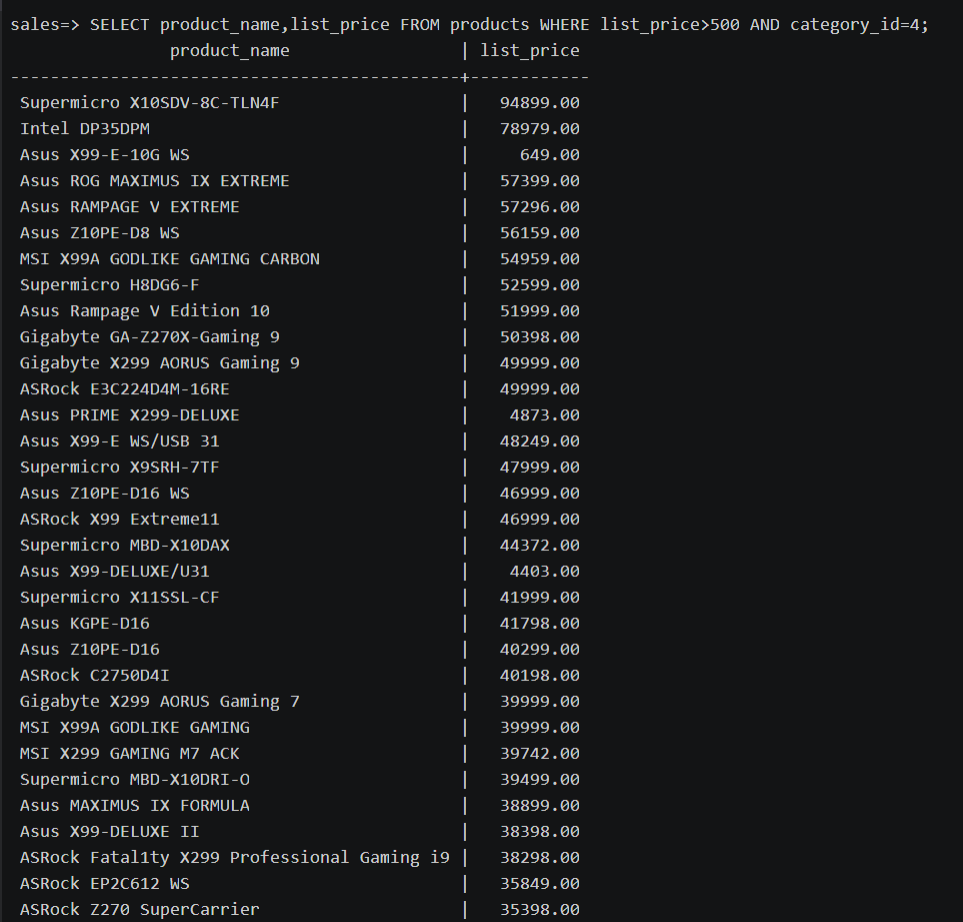 sales=> SELECT product_name,list_price FROM products WHERE list_price>500 AND category_id=4;
                product_name                 | list_price
---------------------------------------------+------------
 Supermicro X10SDV-8C-TLN4F                  |   94899.00
 Intel DP35DPM                               |   78979.00
 Asus X99-E-10G WS                           |     649.00
 Asus ROG MAXIMUS IX EXTREME                 |   57399.00
 Asus RAMPAGE V EXTREME                      |   57296.00
 Asus Z10PE-D8 WS                            |   56159.00
 MSI X99A GODLIKE GAMING CARBON              |   54959.00
 Supermicro H8DG6-F                          |   52599.00
 Asus Rampage V Edition 10                   |   51999.00
 Gigabyte GA-Z270X-Gaming 9                  |   50398.00
 Gigabyte X299 AORUS Gaming 9                |   49999.00
 ASRock E3C224D4M-16RE                       |   49999.00
 Asus PRIME X299-DELUXE                      |    4873.00
 Asus X99-E WS/USB 31                        |   48249.00
 Supermicro X9SRH-7TF                        |   47999.00
 Asus Z10PE-D16 WS                           |   46999.00
 ASRock X99 Extreme11                        |   46999.00
 Supermicro MBD-X10DAX                       |   44372.00
 Asus X99-DELUXE/U31                         |    4403.00
 Supermicro X11SSL-CF                        |   41999.00
 Asus KGPE-D16                               |   41798.00
 Asus Z10PE-D16                              |   40299.00
 ASRock C2750D4I                             |   40198.00
 Gigabyte X299 AORUS Gaming 7                |   39999.00
 MSI X99A GODLIKE GAMING                     |   39999.00
 MSI X299 GAMING M7 ACK                      |   39742.00
 Supermicro MBD-X10DRI-O                     |   39499.00
 Asus MAXIMUS IX FORMULA                     |   38899.00
 Asus X99-DELUXE II                          |   38398.00
 ASRock Fatal1ty X299 Professional Gaming i9 |   38298.00
 ASRock EP2C612 WS                           |   35849.00
 ASRock Z270 SuperCarrier                    |   35398.00